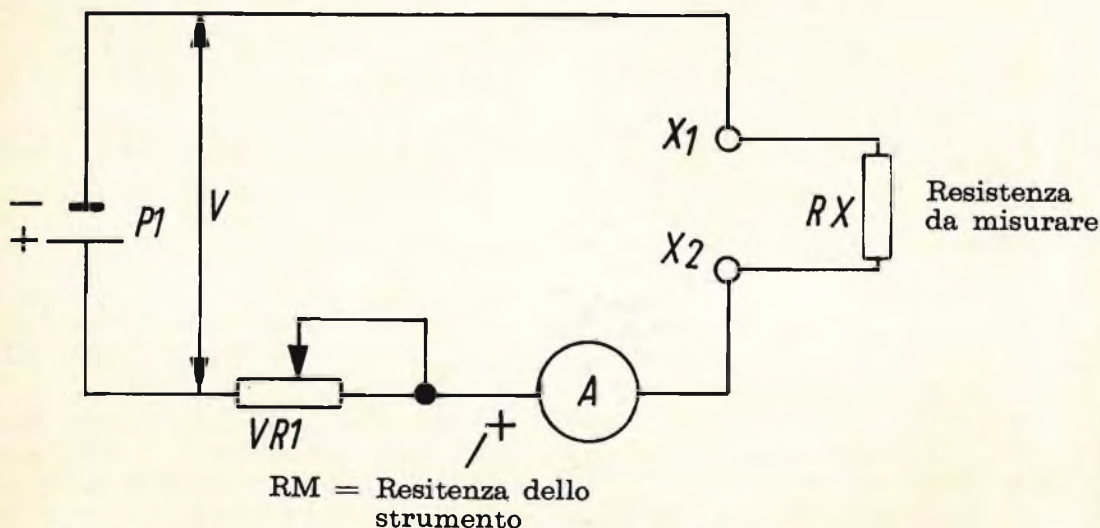 X1
−
+
P1
V
RX
Resistenza
da misurare
X2
A
VR1
+
RM = Resitenza dello
strumento